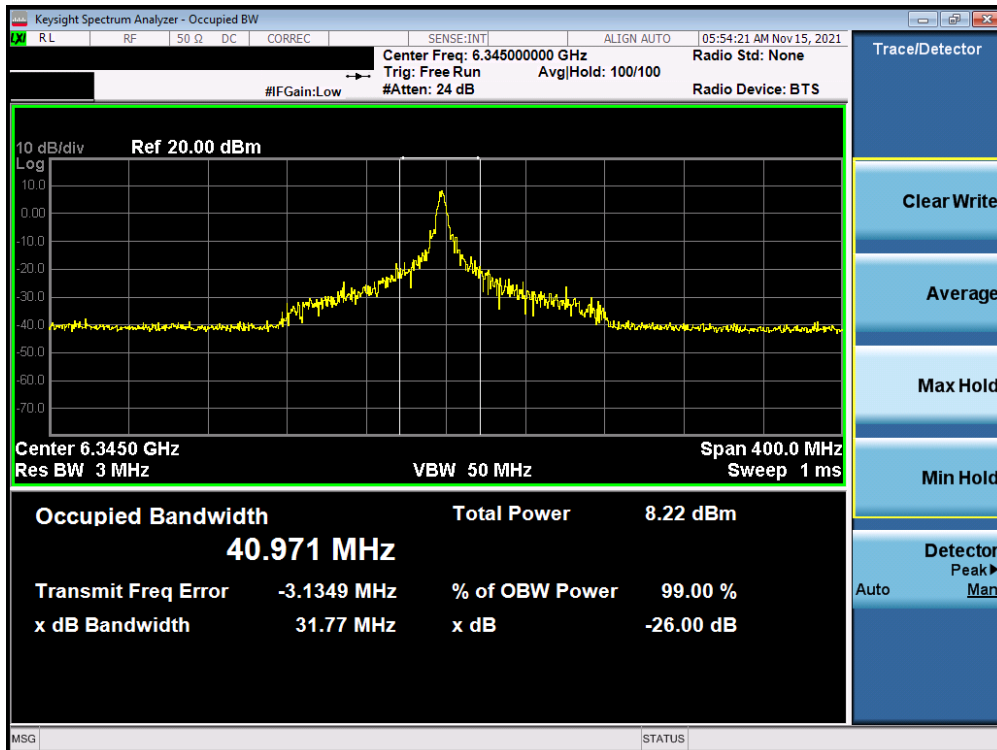 Keysight Spectrum Analyzer - Occupied BW
LXI RL RF 50 Ω DC CORREC SENSE:INT ALIGN AUTO 05:54:21 AM Nov 15, 2021
Center Freq: 6.345000000 GHz Radio Std: None
Trig: Free Run Avg|Hold: 100/100
#IFGain:Low #Atten: 24 dB Radio Device: BTS
Trace/Detector
10 dB/div Ref 20.00 dBm
Log
10.0
0.00
-10.0
-20.0
-30.0
-40.0
-50.0
-60.0
-70.0
Center 6.3450 GHz Span 400.0 MHz
Res BW 3 MHz VBW 50 MHz Sweep 1 ms
Occupied Bandwidth Total Power 8.22 dBm
40.971 MHz
Transmit Freq Error -3.1349 MHz % of OBW Power 99.00 %
x dB Bandwidth 31.77 MHz x dB -26.00 dB
Clear Write
Average
Max Hold
Min Hold
Detector
Peak
Auto Man
MSG STATUS